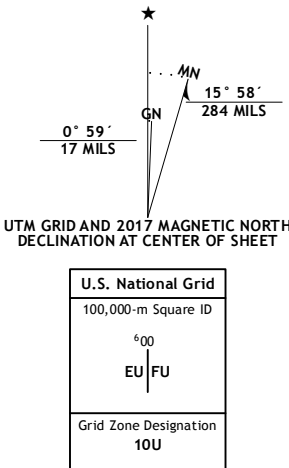 ★
MN
GN
15° 58´
284 MILS
0° 59´
17 MILS
UTM GRID AND 2017 MAGNETIC NORTH
DECLINATION AT CENTER OF SHEET
U.S. National Grid
100,000-m Square ID
⁶00
EU FU
Grid Zone Designation
10U